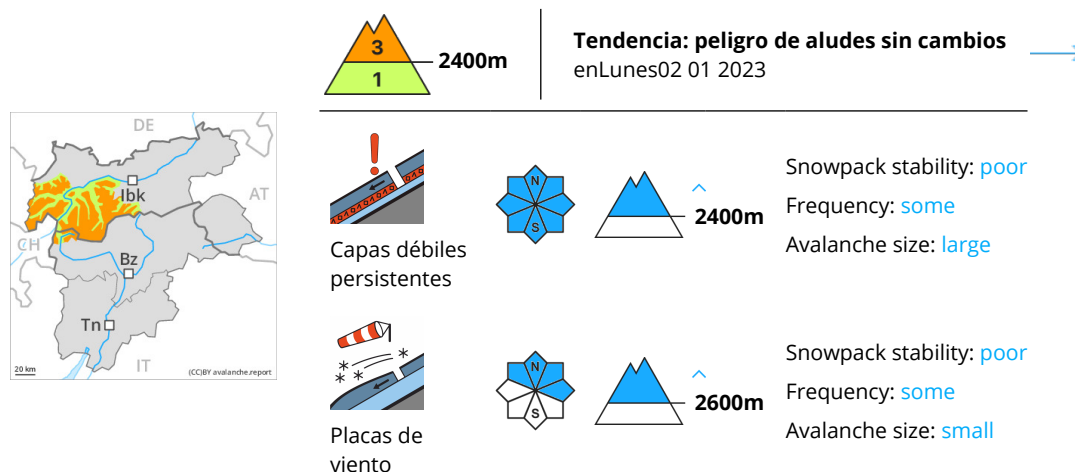 3
1
2400m
Tendencia: peligro de aludes sin cambios
enLunes02 01 2023
DE
AT
CH
IT
Ibk
Bz
Tn
20 km
(CC)BY avalanche.report
Capas débiles
persistentes
N
S
2400m
Snowpack stability: poor
Frequency: some
Avalanche size: large
Placas de
viento
N
S
2600m
Snowpack stability: poor
Frequency: some
Avalanche size: small